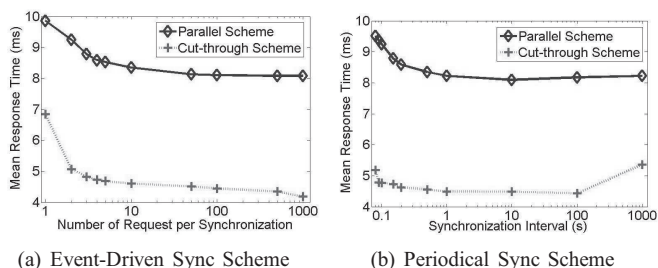 10
9
8
7
6
5
4
Mean Response Time (ms)
Parallel Scheme
Cut-through Scheme
1
10
100
1000
Number of Request per Synchronization
(a) Event-Driven Sync Scheme
10
9
8
7
6
5
4
Mean Response Time (ms)
Parallel Scheme
Cut-through Scheme
0.1
1
10
100
1000
Synchronization Interval (s)
(b) Periodical Sync Scheme